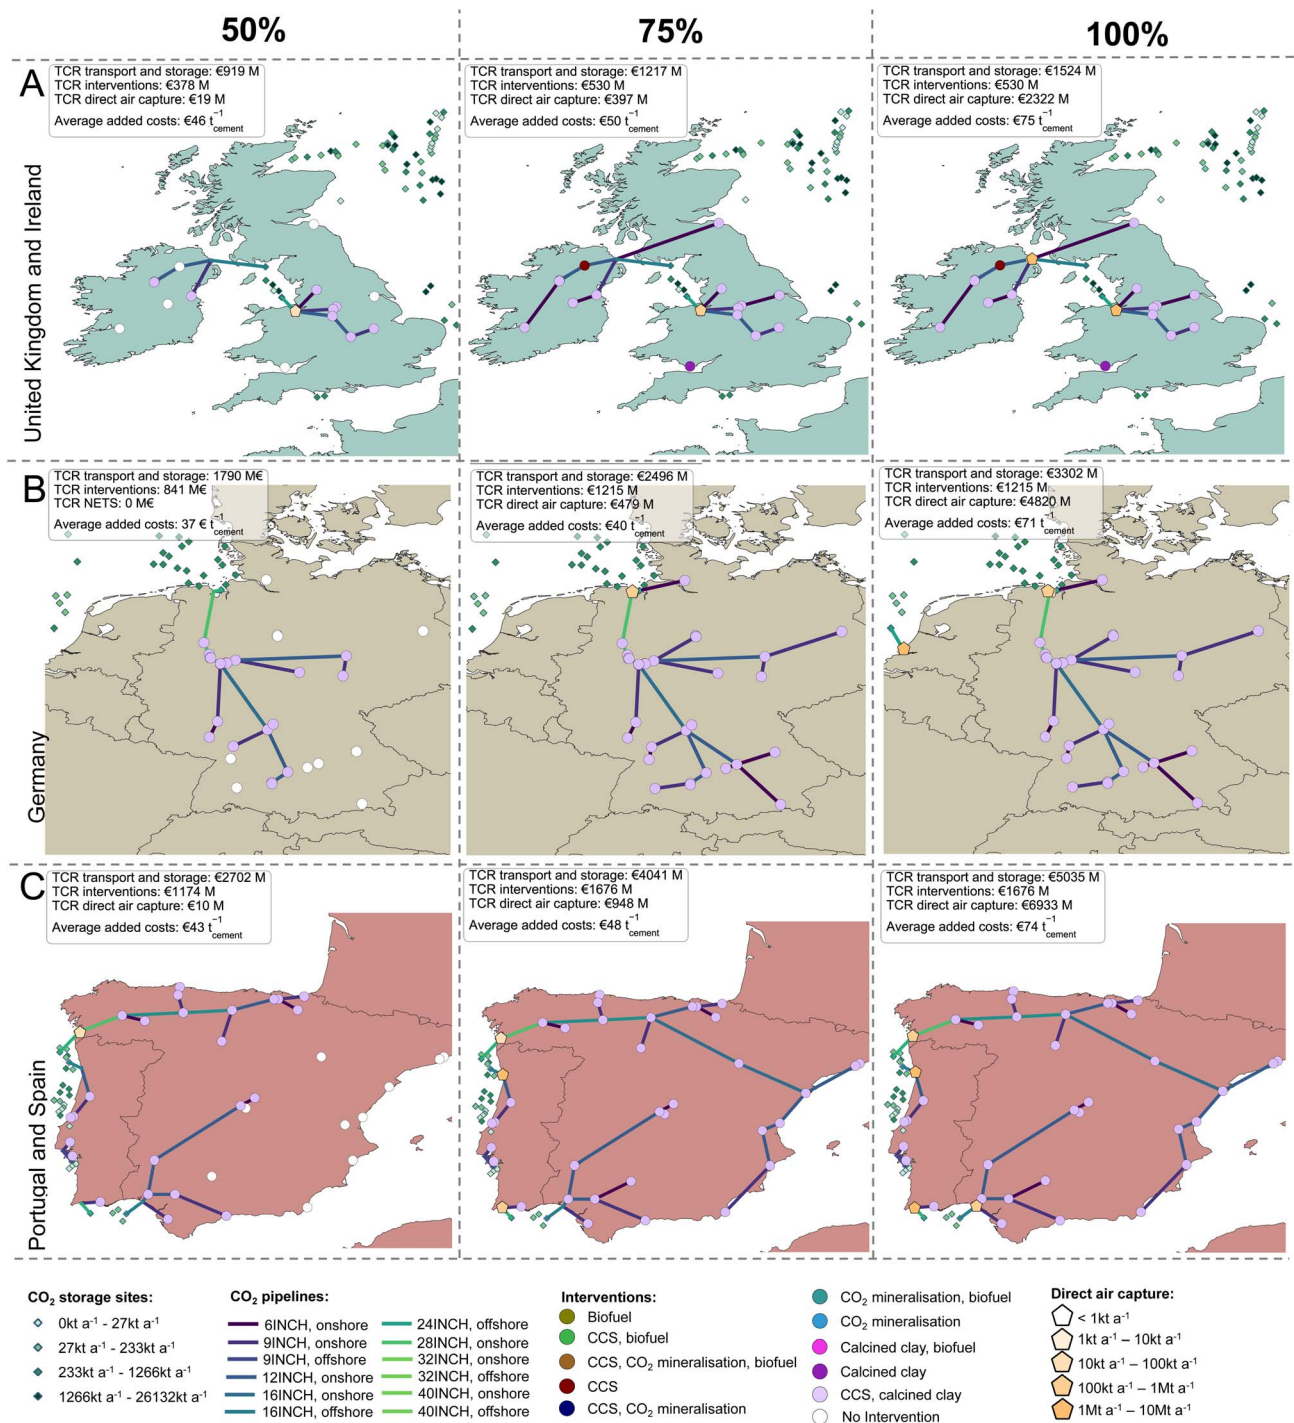 50%
75%
100%
A
TCR transport and storage: €919 M
TCR interventions: €378 M
TCR direct air capture: €19 M
Average added costs: €46 t⁻¹cement
TCR transport and storage: €1217 M
TCR interventions: €530 M
TCR direct air capture: €397 M
Average added costs: €50 t⁻¹cement
TCR transport and storage: €1524 M
TCR interventions: €530 M
TCR direct air capture: €2322 M
Average added costs: €75 t⁻¹cement
United Kingdom and Ireland
B
TCR transport and storage: 1790 M€
TCR interventions: 841 M€
TCR NETS: 0 M€
Average added costs: 37 € t⁻¹cement
TCR transport and storage: €2496 M
TCR interventions: €1215 M
TCR direct air capture: €479 M
Average added costs: €40 t⁻¹cement
TCR transport and storage: €3302 M
TCR interventions: €1215 M
TCR direct air capture: €4820 M
Average added costs: €71 t⁻¹cement
Germany
C
TCR transport and storage: €2702 M
TCR interventions: €1174 M
TCR direct air capture: €10 M
Average added costs: €43 t⁻¹cement
TCR transport and storage: €4041 M
TCR interventions: €1676 M
TCR direct air capture: €948 M
Average added costs: €48 t⁻¹cement
TCR transport and storage: €5035 M
TCR interventions: €1676 M
TCR direct air capture: €6933 M
Average added costs: €74 t⁻¹cement
Portugal and Spain
CO₂ storage sites:
0kt a⁻¹ - 27kt a⁻¹
27kt a⁻¹ - 233kt a⁻¹
233kt a⁻¹ - 1266kt a⁻¹
1266kt a⁻¹ - 26132kt a⁻¹
CO₂ pipelines:
6INCH, onshore
9INCH, onshore
9INCH, offshore
12INCH, onshore
16INCH, onshore
16INCH, offshore
24INCH, offshore
28INCH, onshore
32INCH, onshore
32INCH, offshore
40INCH, onshore
40INCH, offshore
Interventions:
Biofuel
CCS, biofuel
CCS, CO₂ mineralisation, biofuel
CCS
CCS, CO₂ mineralisation
CO₂ mineralisation, biofuel
CO₂ mineralisation
Calcined clay, biofuel
Calcined clay
CCS, calcined clay
No Intervention
Direct air capture:
< 1kt a⁻¹
1kt a⁻¹ – 10kt a⁻¹
10kt a⁻¹ – 100kt a⁻¹
100kt a⁻¹ – 1Mt a⁻¹
1Mt a⁻¹ – 10Mt a⁻¹